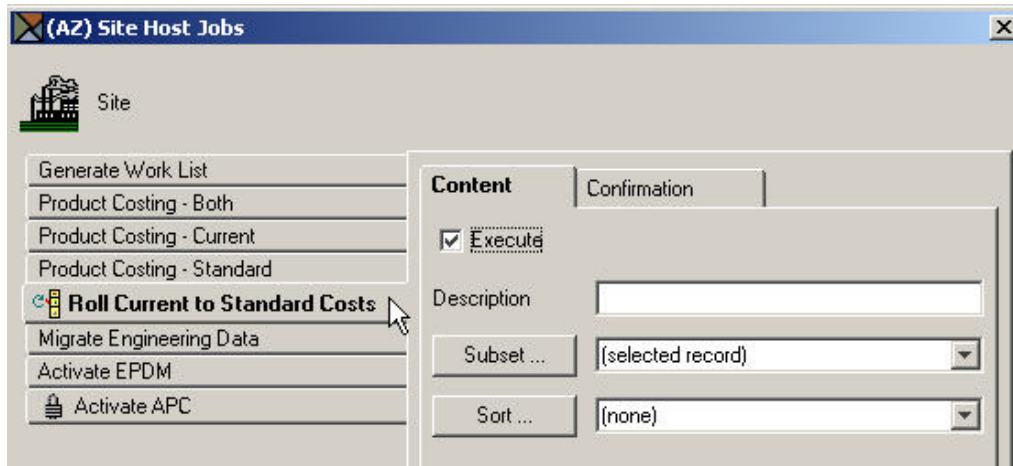 (AZ) Site Host Jobs
Site
Generate Work List
Product Costing - Both
Product Costing - Current
Product Costing - Standard
Roll Current to Standard Costs
Migrate Engineering Data
Activate EPDM
Activate APC
Content
Confirmation
Execute
Description
Subset ...
(selected record)
Sort ...
(none)